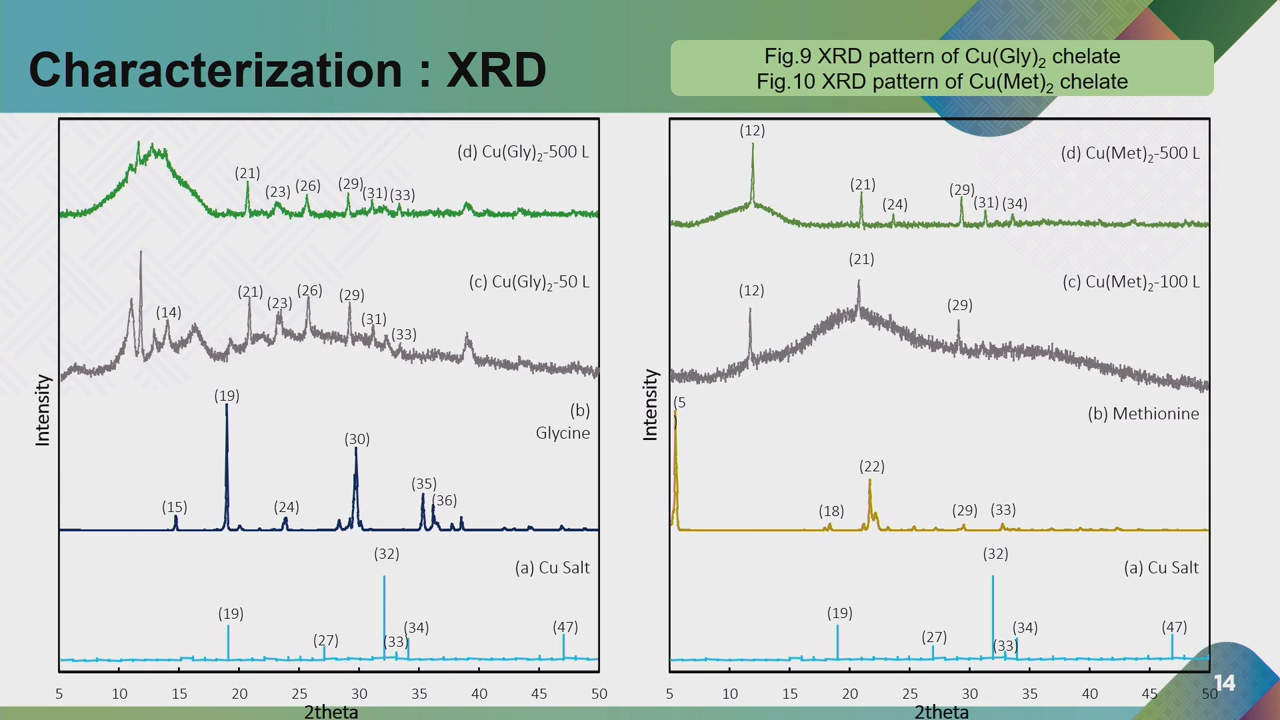 Characterization : XRD
Fig.9 XRD pattern of Cu(Gly)₂ chelate
Fig.10 XRD pattern of Cu(Met)₂ chelate
(d) Cu(Gly)₂-500 L
(21)
(23)
(26)
(29)
(31)
(33)
(c) Cu(Gly)₂-50 L
(14)
(21)
(23)
(26)
(29)
(31)
(33)
(b)
Glycine
(15)
(19)
(24)
(30)
(35)
(36)
(a) Cu Salt
(19)
(27)
(32)
(33)
(34)
(47)
Intensity
5 10 15 20 25 30 35 40 45 50
2theta
(d) Cu(Met)₂-500 L
(12)
(21)
(24)
(29)
(31)
(34)
(c) Cu(Met)₂-100 L
(12)
(21)
(29)
(b) Methionine
(5
)
(18)
(22)
(29)
(33)
(a) Cu Salt
(19)
(27)
(32)
(33)
(34)
(47)
Intensity
5 10 15 20 25 30 35 40 45 50
2theta
14